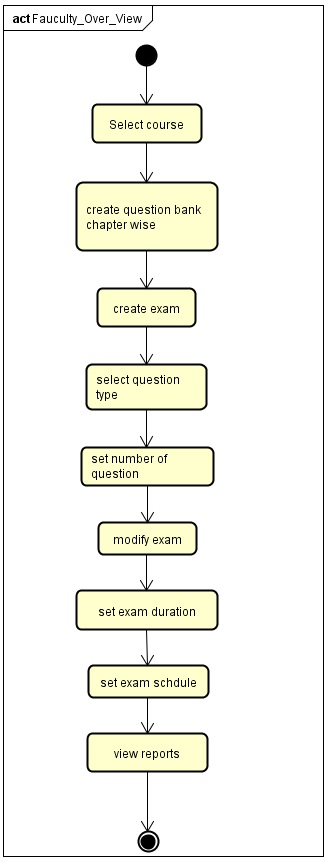 act Fauculty_Over_View
Select course
create question bank
chapter wise
create exam
select question
type
set number of
question
modify exam
set exam duration
set exam schdule
view reports